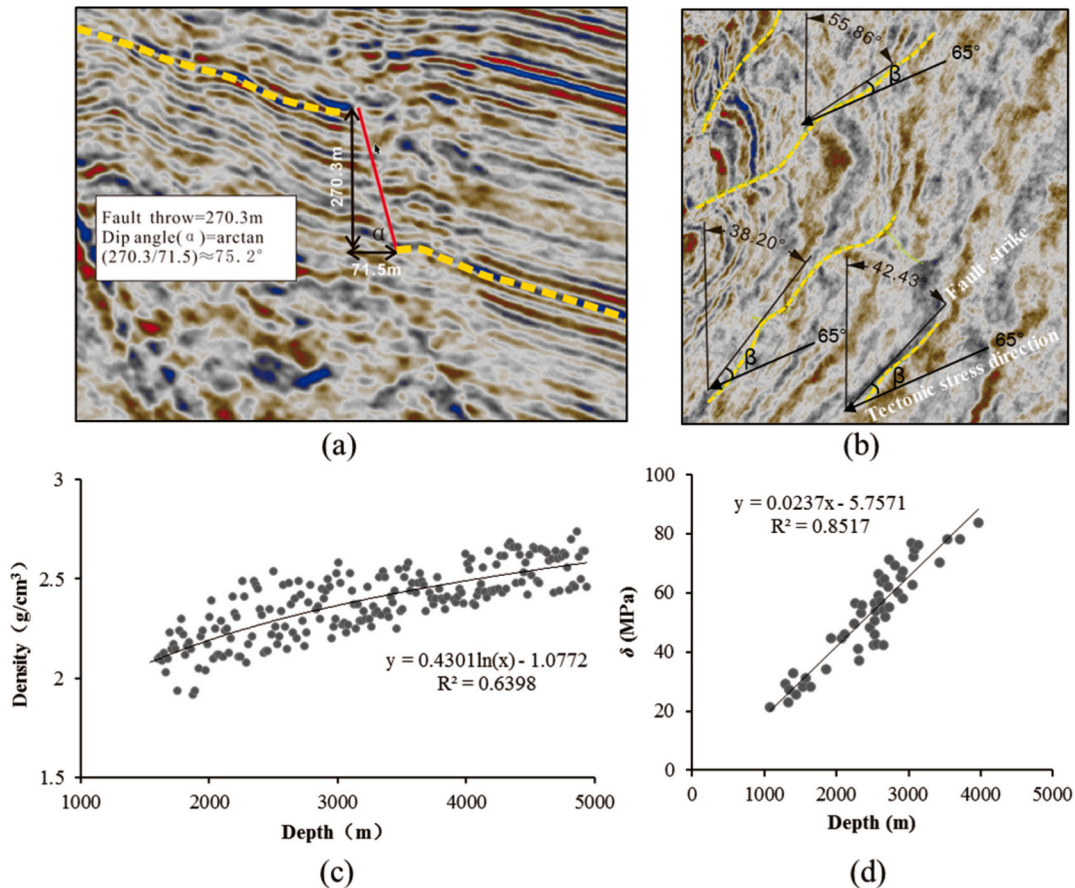 270.3m
α
71.5m
Fault throw=270.3m
Dip angle(α)=arctan
(270.3/71.5)≈75.2°
(a)
55.86°
β
65°
38.20°
42.43°
Fault strike
65°
β
65°
β
Tectonic stress direction
(b)
3
2.5
2
1.5
Density (g/cm³)
y = 0.4301ln(x) - 1.0772
R² = 0.6398
1000
2000
3000
4000
5000
Depth (m)
(c)
100
80
60
40
20
0
δ (MPa)
y = 0.0237x - 5.7571
R² = 0.8517
0
1000
2000
3000
4000
5000
Depth (m)
(d)